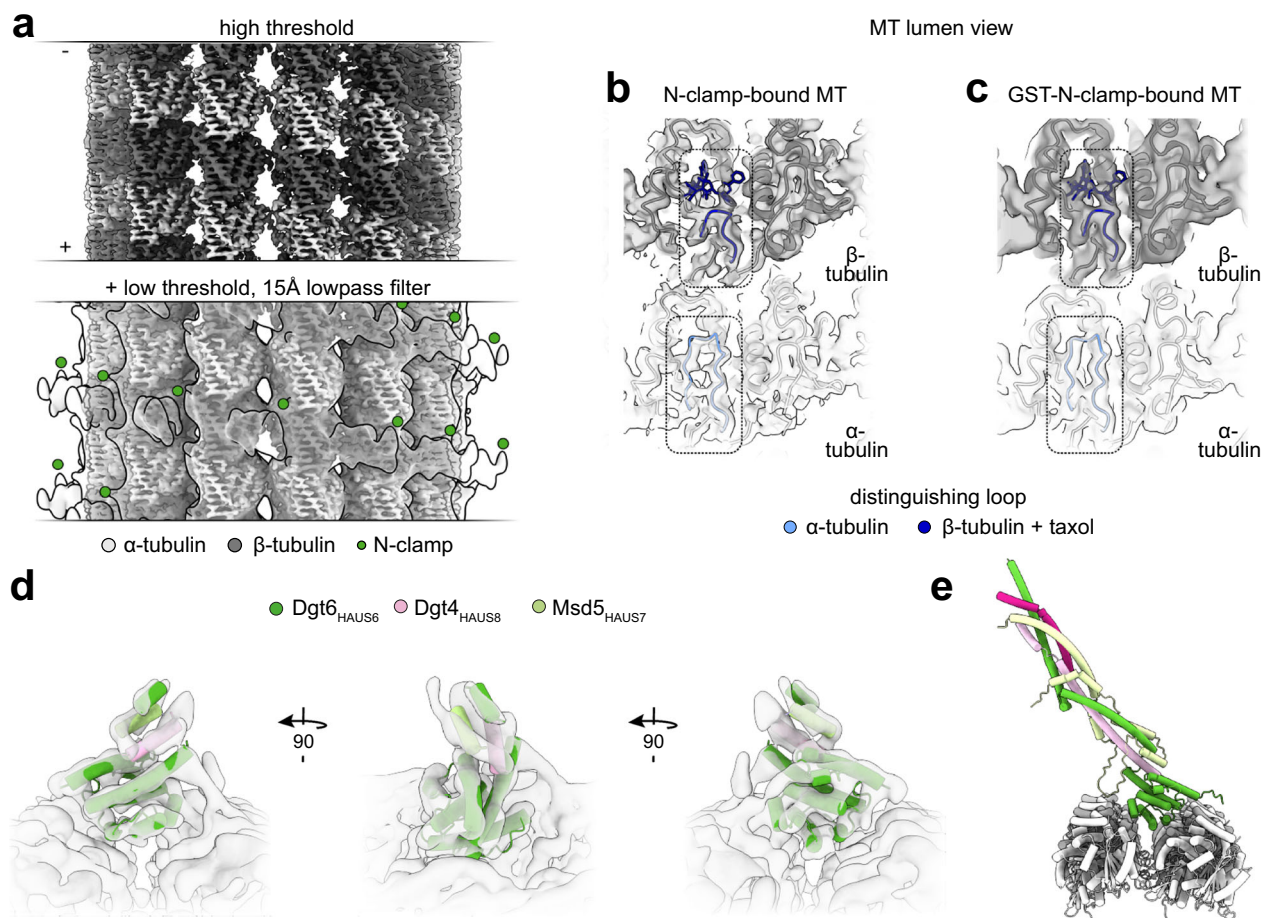 a
high threshold
-
+
+ low threshold, 15Å lowpass filter
α-tubulin β-tubulin N-clamp
MT lumen view
b
N-clamp-bound MT
c
GST-N-clamp-bound MT
β-
tubulin
α-
tubulin
β-
tubulin
α-
tubulin
distinguishing loop
α-tubulin β-tubulin + taxol
d
Dgt6HAUS6 Dgt4HAUS8 Msd5HAUS7
90
90
e